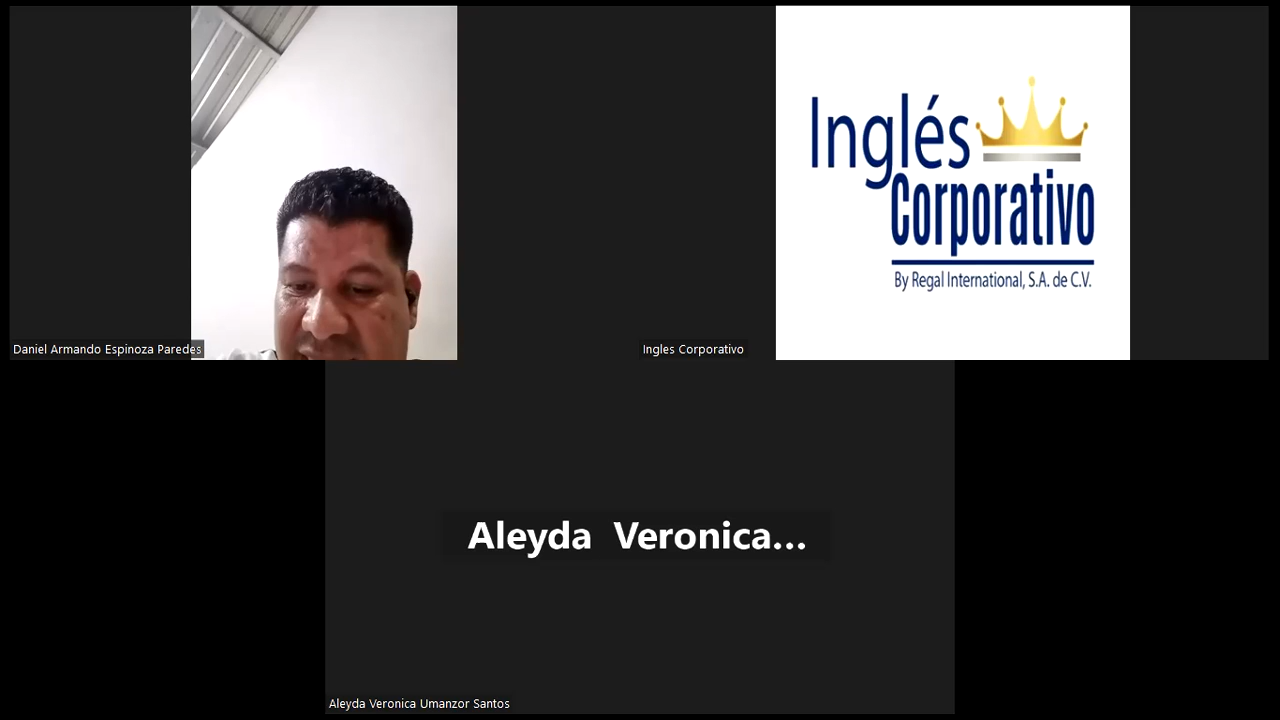 Inglés
Corporativo
By Regal International, S.A. de C.V.
Daniel Armando Espinoza Paredes
Ingles Corporativo
Aleyda Veronica...
Aleyda Veronica Umanzor Santos